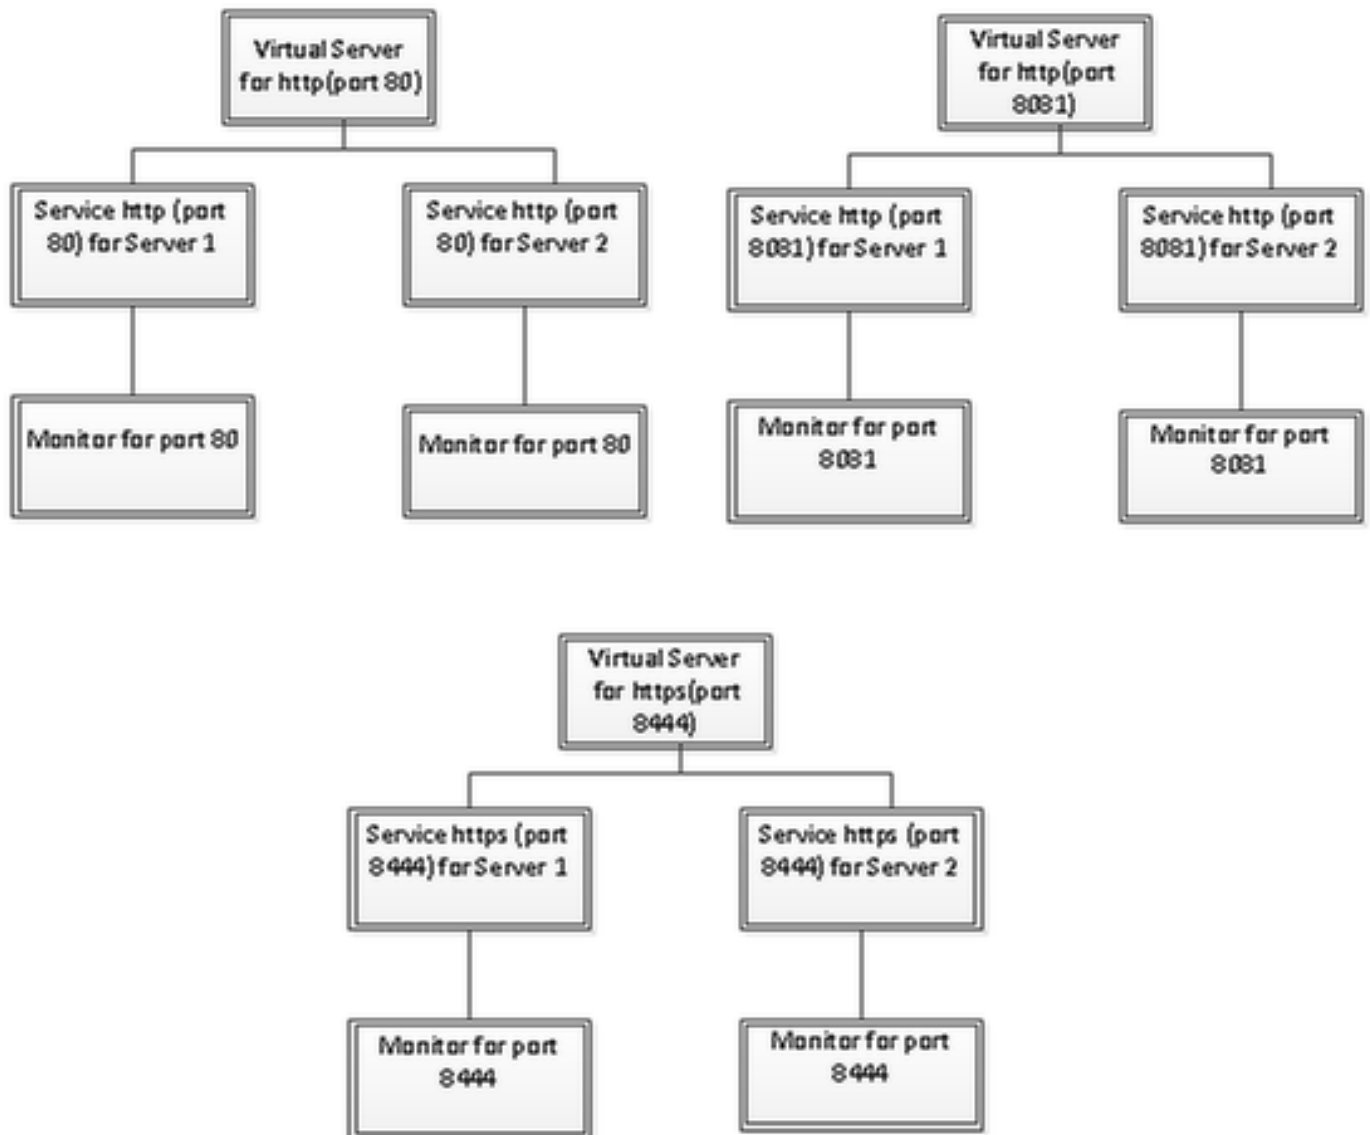 Virtual Server
for http(port 80)
Service http (port
80) for Server 1
Service http (port
80) for Server 2
Monitor for port 80
Monitor for port 80
Virtual Server
for http(port
8081)
Service http (port
8081) for Server 1
Service http (port
8081) for Server 2
Monitor for port
8081
Monitor for port
8081
Virtual Server
for https(port
8444)
Service https (port
8444) for Server 1
Service https (port
8444) for Server 2
Monitor for port
8444
Monitor for port
8444